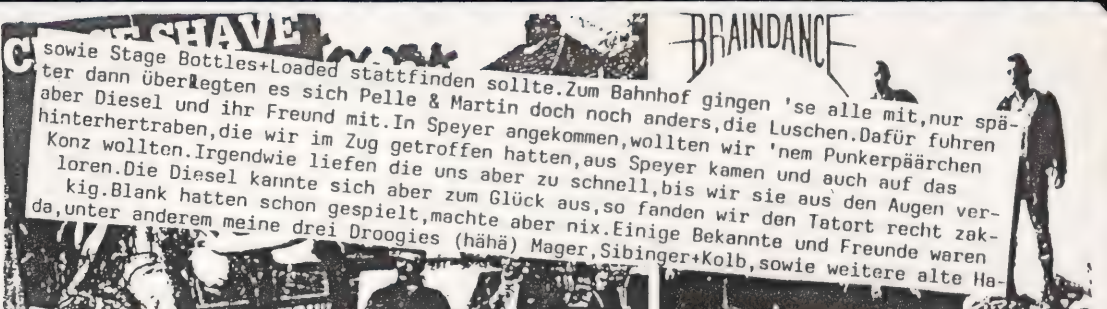 CLOSE SHAVE
BRAINDANCE
sowie Stage Bottles+Loaded stattfinden sollte.Zum Bahnhof gingen 'se alle mit,nur spä-
ter dann überlegten es sich Pelle & Martin doch noch anders,die Luschen.Dafür fuhren
aber Diesel und ihr Freund mit.In Speyer angekommen,wollten wir 'nem Punkerpäärchen
hinterhertraben,die wir im Zug getroffen hatten,aus Speyer kamen und auch auf das
Konz wollten.Irgendwie liefen die uns aber zu schnell,bis wir sie aus den Augen ver-
loren.Die Diesel kannte sich aber zum Glück aus,so fanden wir den Tatort recht zak-
kig.Blank hatten schon gespielt,machte aber nix.Einige Bekannte und Freunde waren
da,unter anderem meine drei Droogies (hähä) Mager,Sibinger+Kolb,sowie weitere alte Ha-